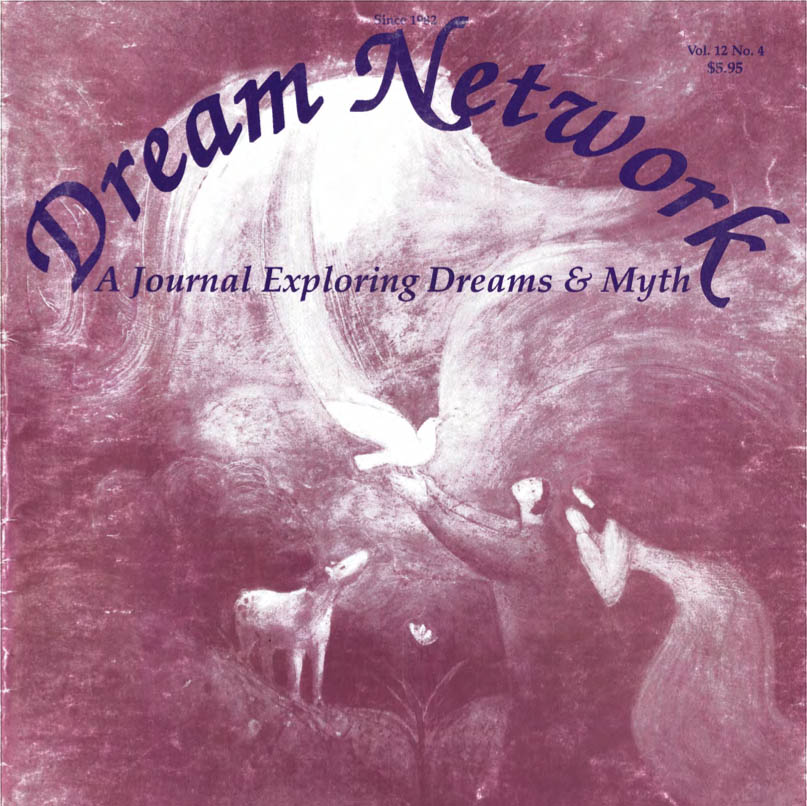 Since 1982
Vol. 12 No. 4
$5.95
Dream Network
A Journal Exploring Dreams & Myth